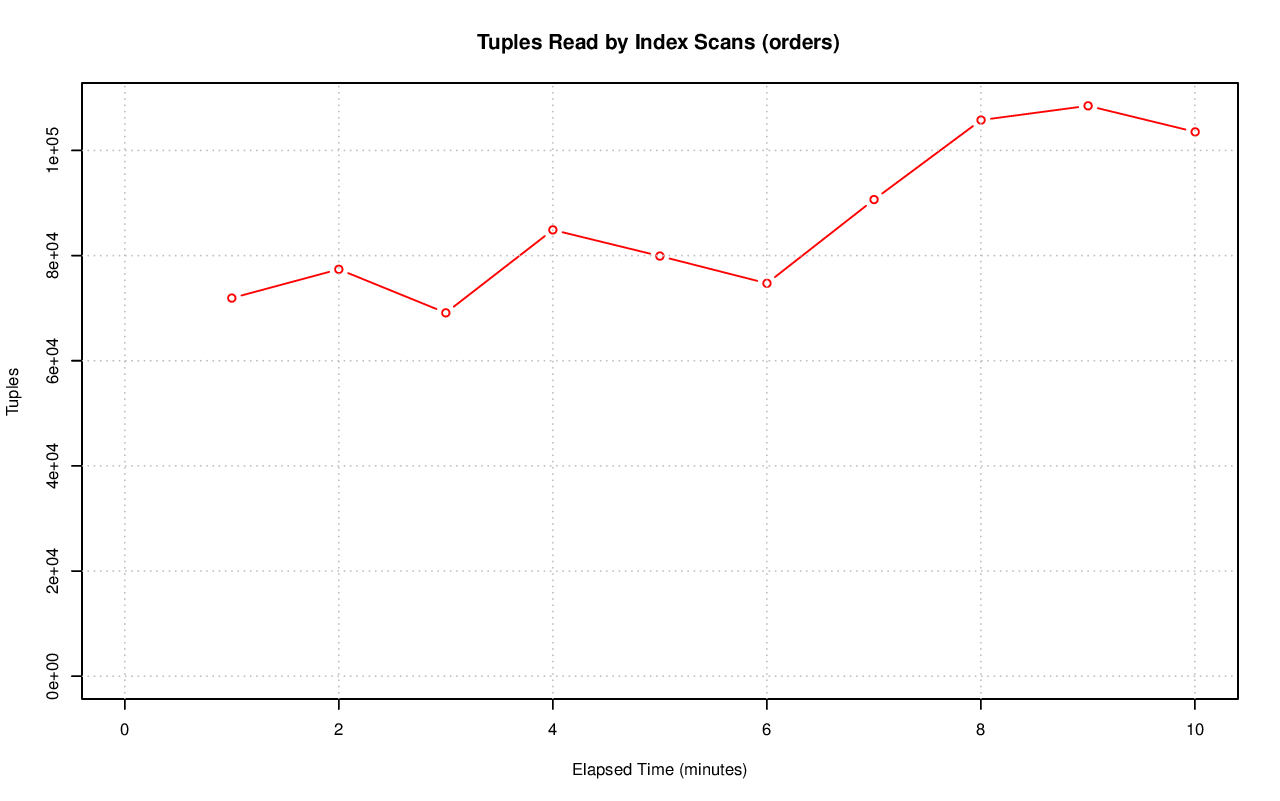 Tuples Read by Index Scans (orders)
1e+05
8e+04
6e+04
4e+04
2e+04
0e+00
Tuples
0 2 4 6 8 10
Elapsed Time (minutes)